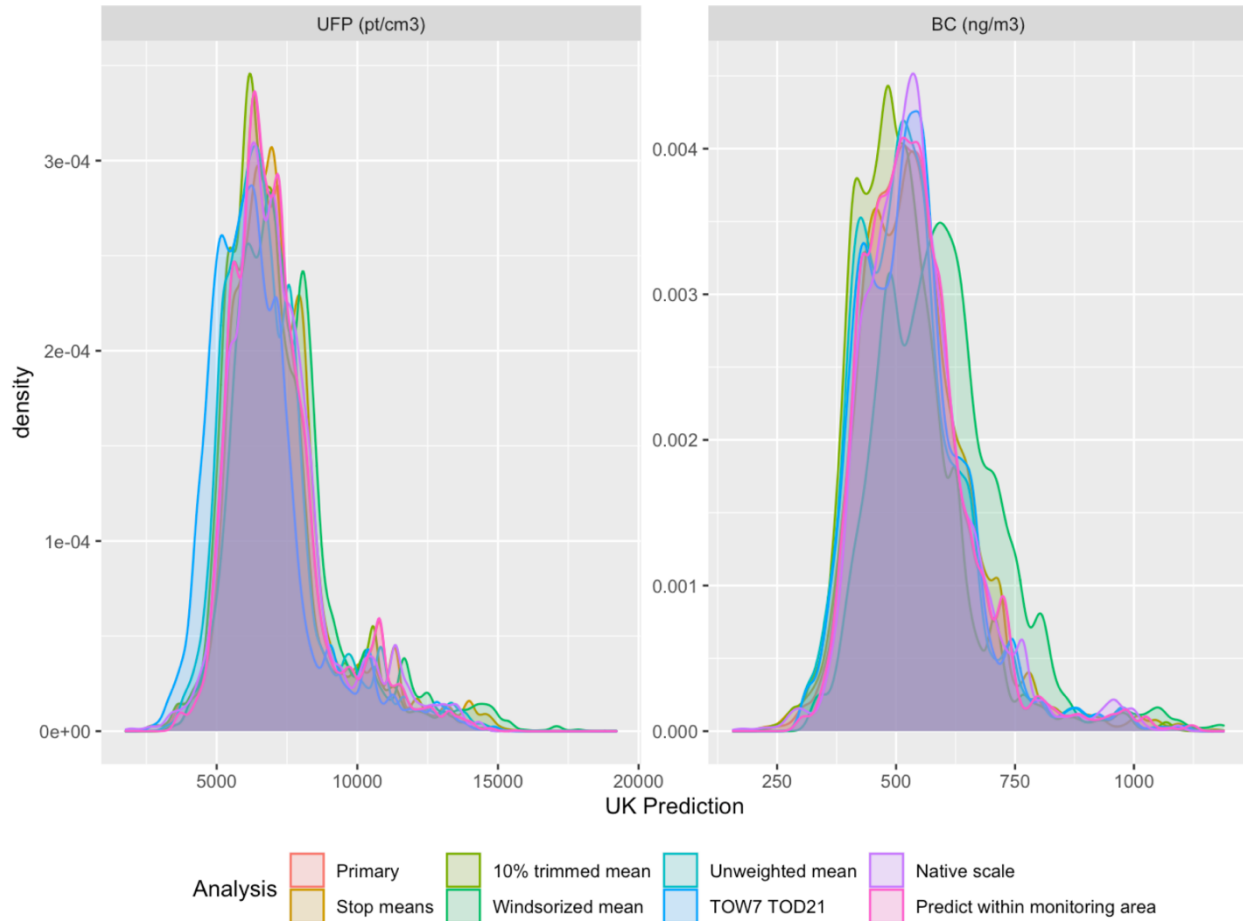 UFP (pt/cm3)
BC (ng/m3)
density
3e-04
2e-04
1e-04
0e+00
0.004
0.003
0.002
0.001
0.000
5000 10000 15000 20000
250 500 750 1000
UK Prediction
Analysis
Primary 10% trimmed mean Unweighted mean Native scale
Stop means Windsorized mean TOW7 TOD21 Predict within monitoring area